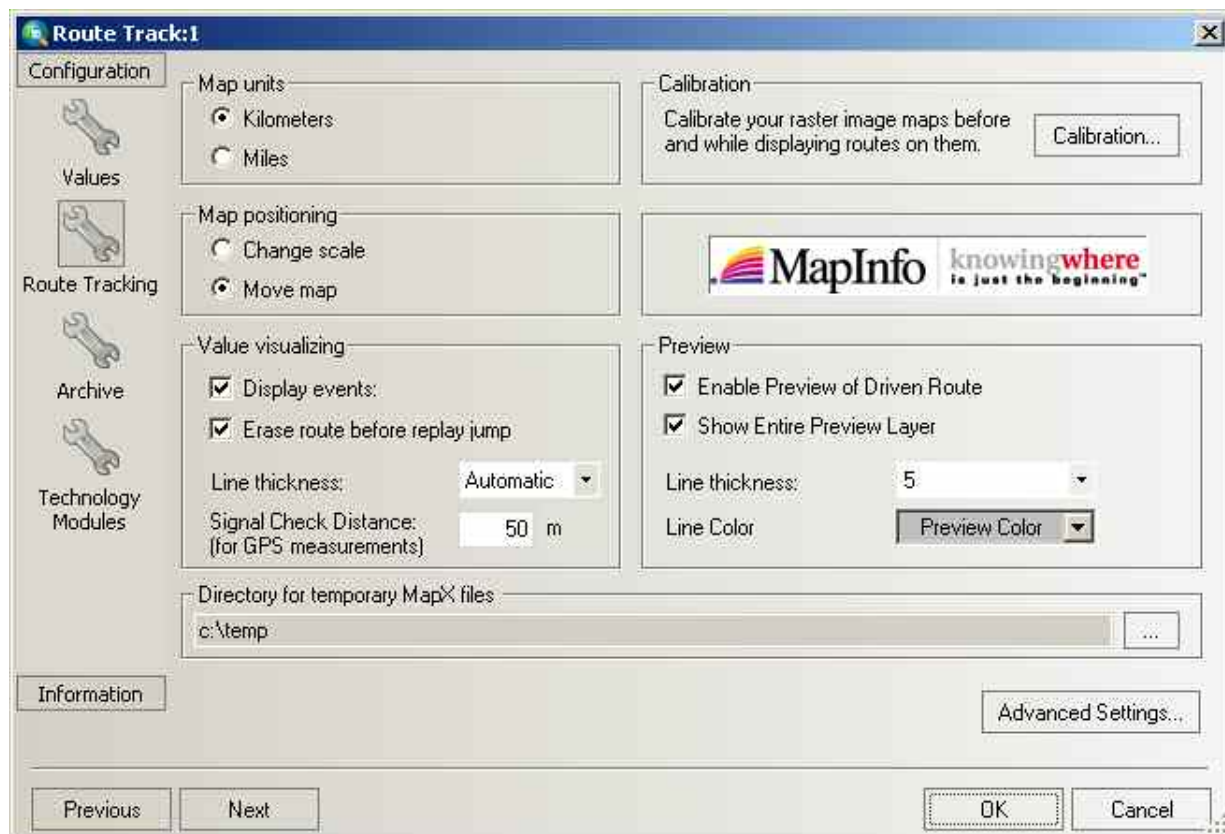 Route Track:1
Configuration
Values
Route Tracking
Archive
Technology
Modules
Information
Map units
Kilometers
Miles
Map positioning
Change scale
Move map
Value visualizing
Display events:
Erase route before replay jump
Line thickness: Automatic
Signal Check Distance:
(for GPS measurements) 50 m
Calibration
Calibrate your raster image maps before
and while displaying routes on them.
Calibration...
MapInfo
knowingwhere
is just the beginning™
Preview
Enable Preview of Driven Route
Show Entire Preview Layer
Line thickness: 5
Line Color Preview Color
Directory for temporary MapX files
c:\temp ...
Advanced Settings...
Previous Next OK Cancel